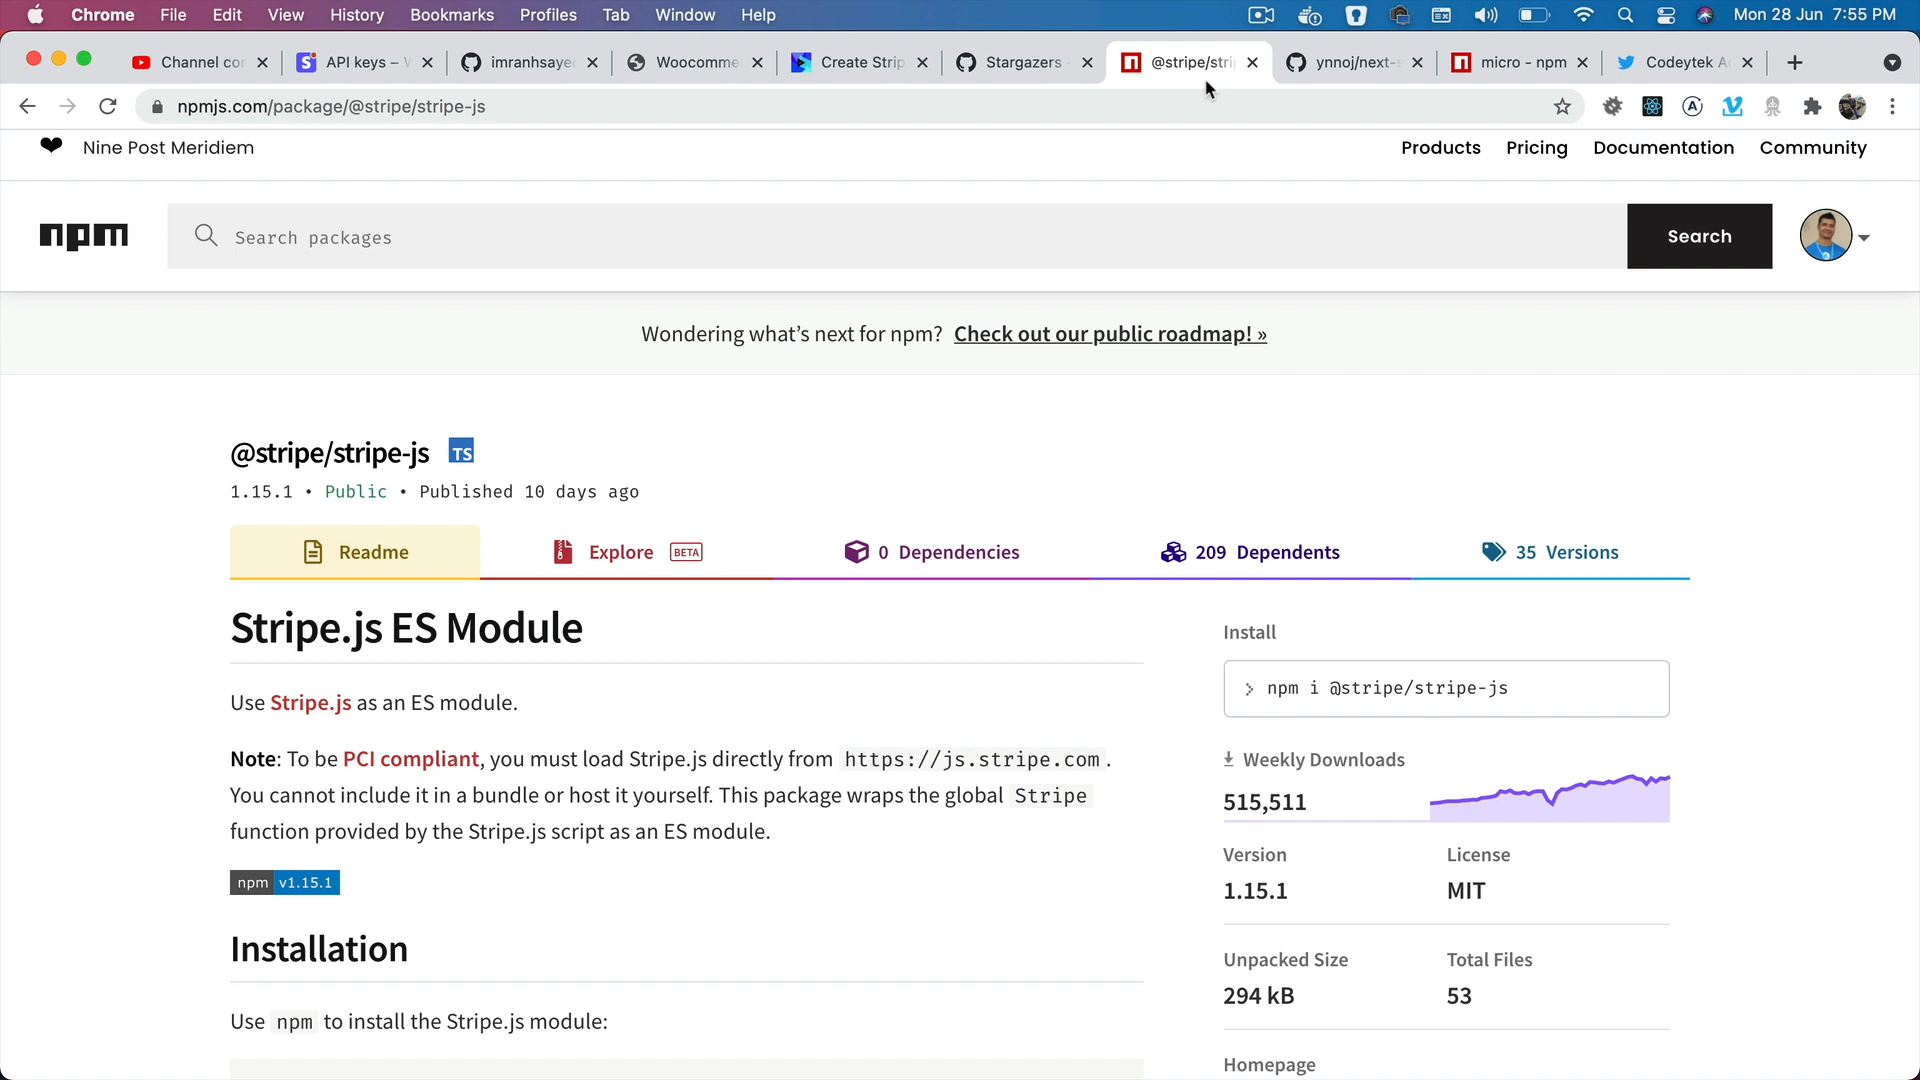 Chrome File Edit View History Bookmarks Profiles Tab Window Help Mon 28 Jun 7:55 PM
Channel cor API keys – imranhsaye Woocomme Create Strip Stargazers @stripe/stri ynnoj/next-s micro - npm Codeytek A
npmjs.com/package/@stripe/stripe-js
Nine Post Meridiem Products Pricing Documentation Community
npm Search packages Search
Wondering what's next for npm? Check out our public roadmap! »
@stripe/stripe-js TS
1.15.1 • Public • Published 10 days ago
Readme Explore BETA 0 Dependencies 209 Dependents 35 Versions
Stripe.js ES Module
Use Stripe.js as an ES module.
Note: To be PCI compliant, you must load Stripe.js directly from https://js.stripe.com.
You cannot include it in a bundle or host it yourself. This package wraps the global Stripe
function provided by the Stripe.js script as an ES module.
npm v1.15.1
Installation
Use npm to install the Stripe.js module:
Install
> npm i @stripe/stripe-js
Weekly Downloads
515,511
Version License
1.15.1 MIT
Unpacked Size Total Files
294 kB 53
Homepage